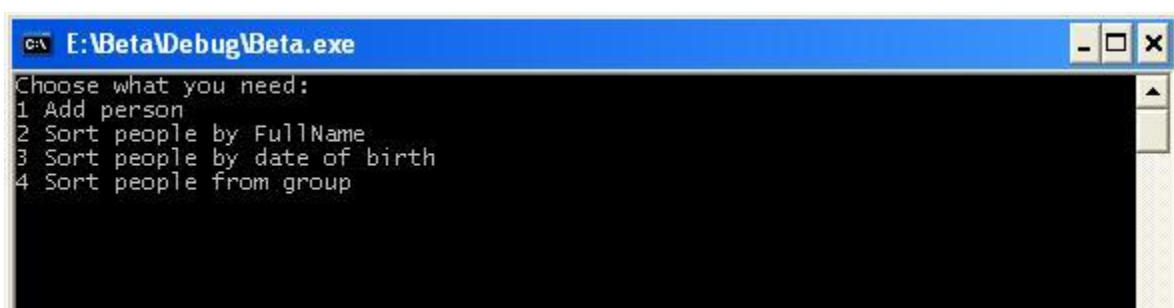 E:\Beta\Debug\Beta.exe
Choose what you need:
1 Add person
2 Sort people by FullName
3 Sort people by date of birth
4 Sort people from group